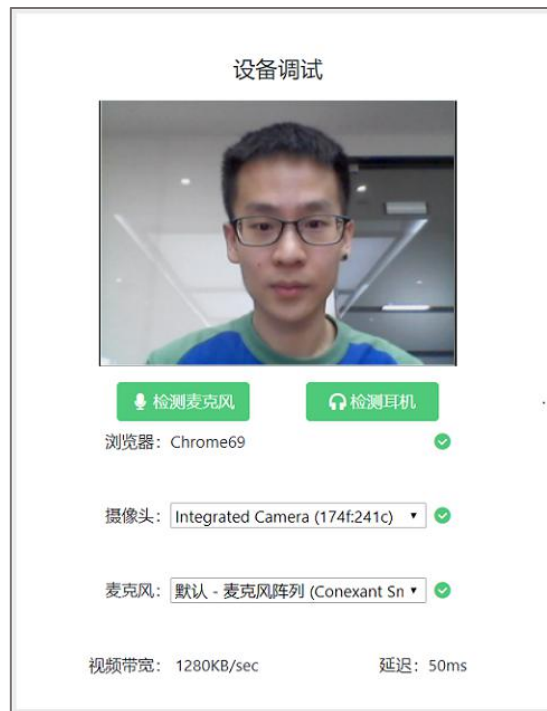 设备调试
检测麦克风 检测耳机
浏览器：Chrome69
摄像头：Integrated Camera (174f:241c)
麦克风：默认 - 麦克风阵列 (Conexant Sn
视频带宽：1280KB/sec 延迟：50ms